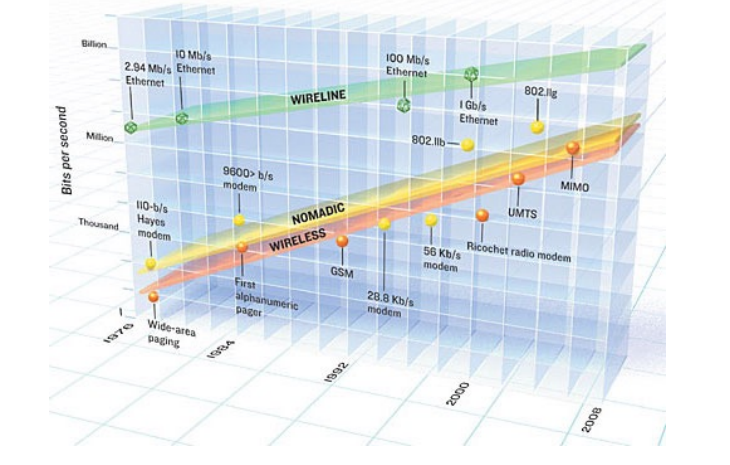 Billion
10 Mb/s
Ethernet
2.94 Mb/s
Ethernet
100 Mb/s
Ethernet
WIRELINE
1 Gb/s
Ethernet
802.11g
Million
802.11b
Bits per second
9600> b/s
modem
MIMO
110-b/s
Hayes
modem
NOMADIC
UMTS
Thousand
WIRELESS
Ricochet radio modem
56 Kb/s
modem
GSM
First
alphanumeric
pager
28.8 Kb/s
modem
1
Wide-area
paging
1976
1984
1992
2000
2008